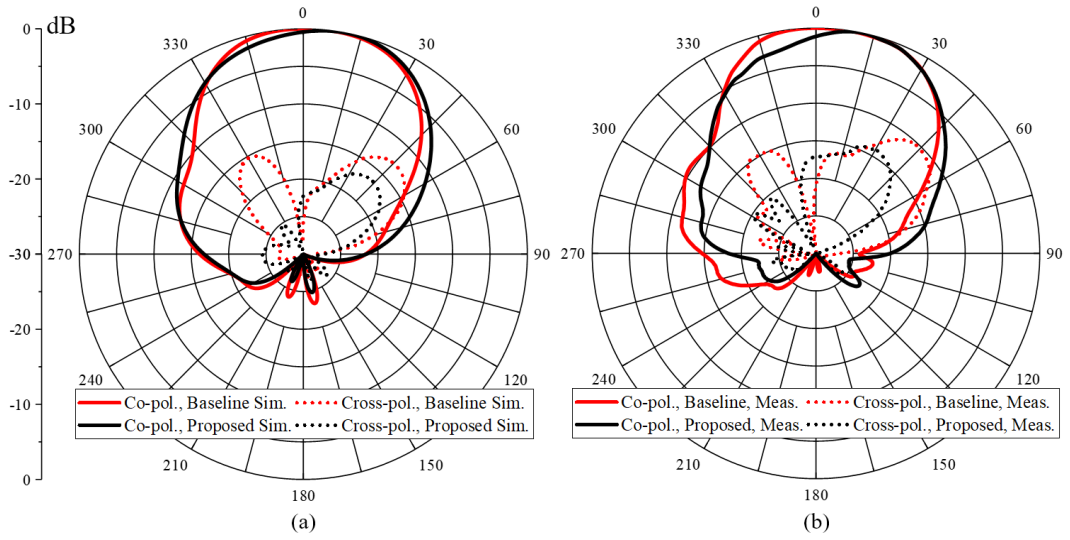 dB
0
-10
-20
-30
-20
-10
0
0
30
60
90
120
150
180
210
240
270
300
330
Co-pol., Baseline Sim.
Cross-pol., Baseline Sim.
Co-pol., Proposed Sim.
Cross-pol., Proposed Sim.
(a)
0
30
60
90
120
150
180
210
240
270
300
330
Co-pol., Baseline, Meas.
Cross-pol., Baseline, Meas.
Co-pol., Proposed, Meas.
Cross-pol., Proposed, Meas.
(b)